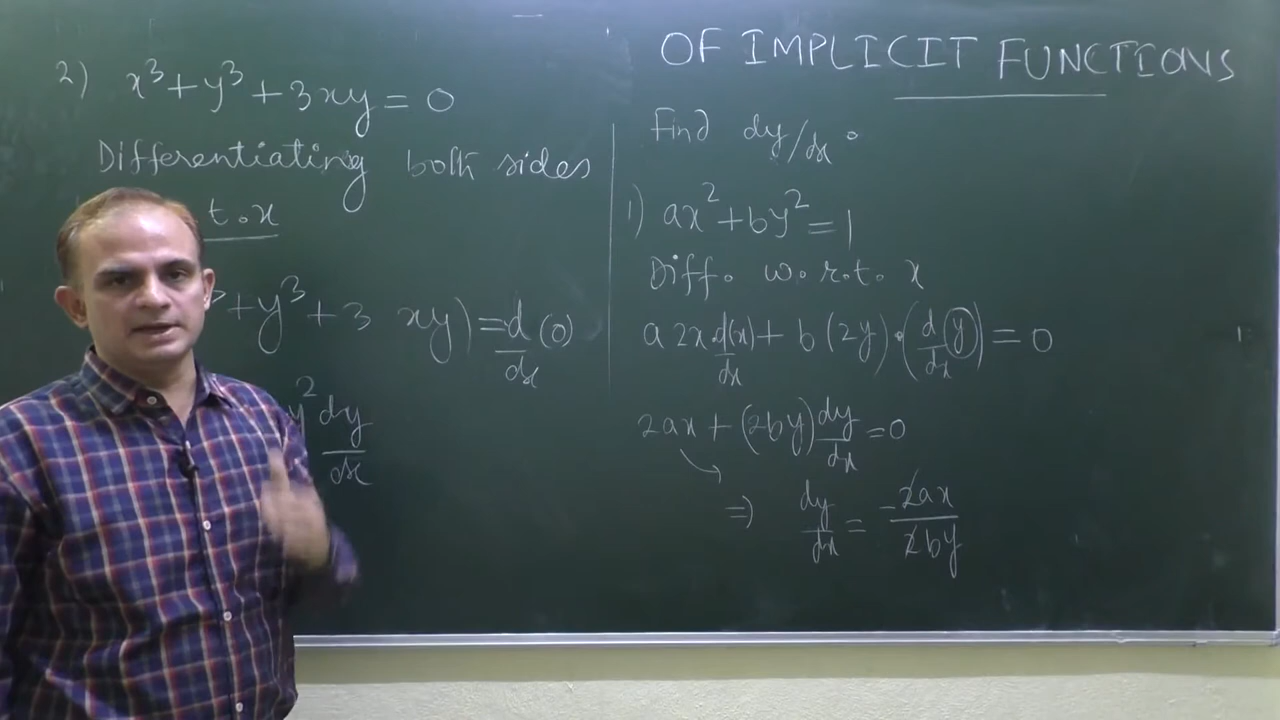 2) x³ + y³ + 3xy = 0
Differentiating both sides
t. x
³ + y³ + 3 xy) = d/dx (0)
y² dy/dx
OF IMPLICIT FUNCTIONS
Find dy/dx.
1) ax² + by² = 1
Diff. w.r.t. x
a 2x d(x)/dx + b (2y) . (d/dx y) = 0
2ax + (2by) dy/dx = 0
⇒ dy/dx = -2ax/2by